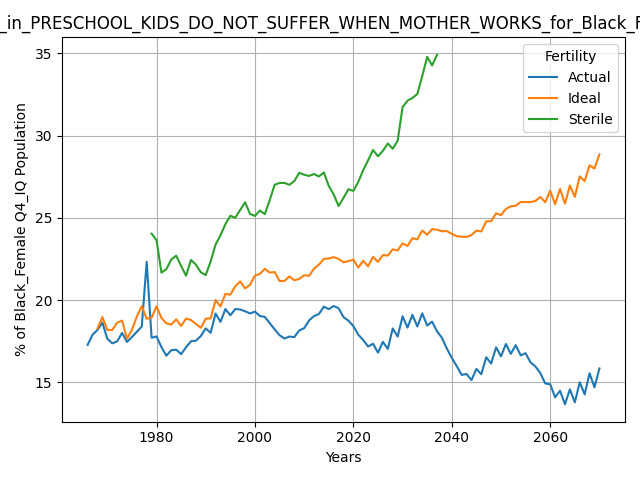 _in_PRESCHOOL_KIDS_DO_NOT_SUFFER_WHEN_MOTHER_WORKS_for_Black_F
35
30
25
20
15
% of Black_Female Q4_IQ Population
Fertility
Actual
Ideal
Sterile
1980
2000
2020
2040
2060
Years